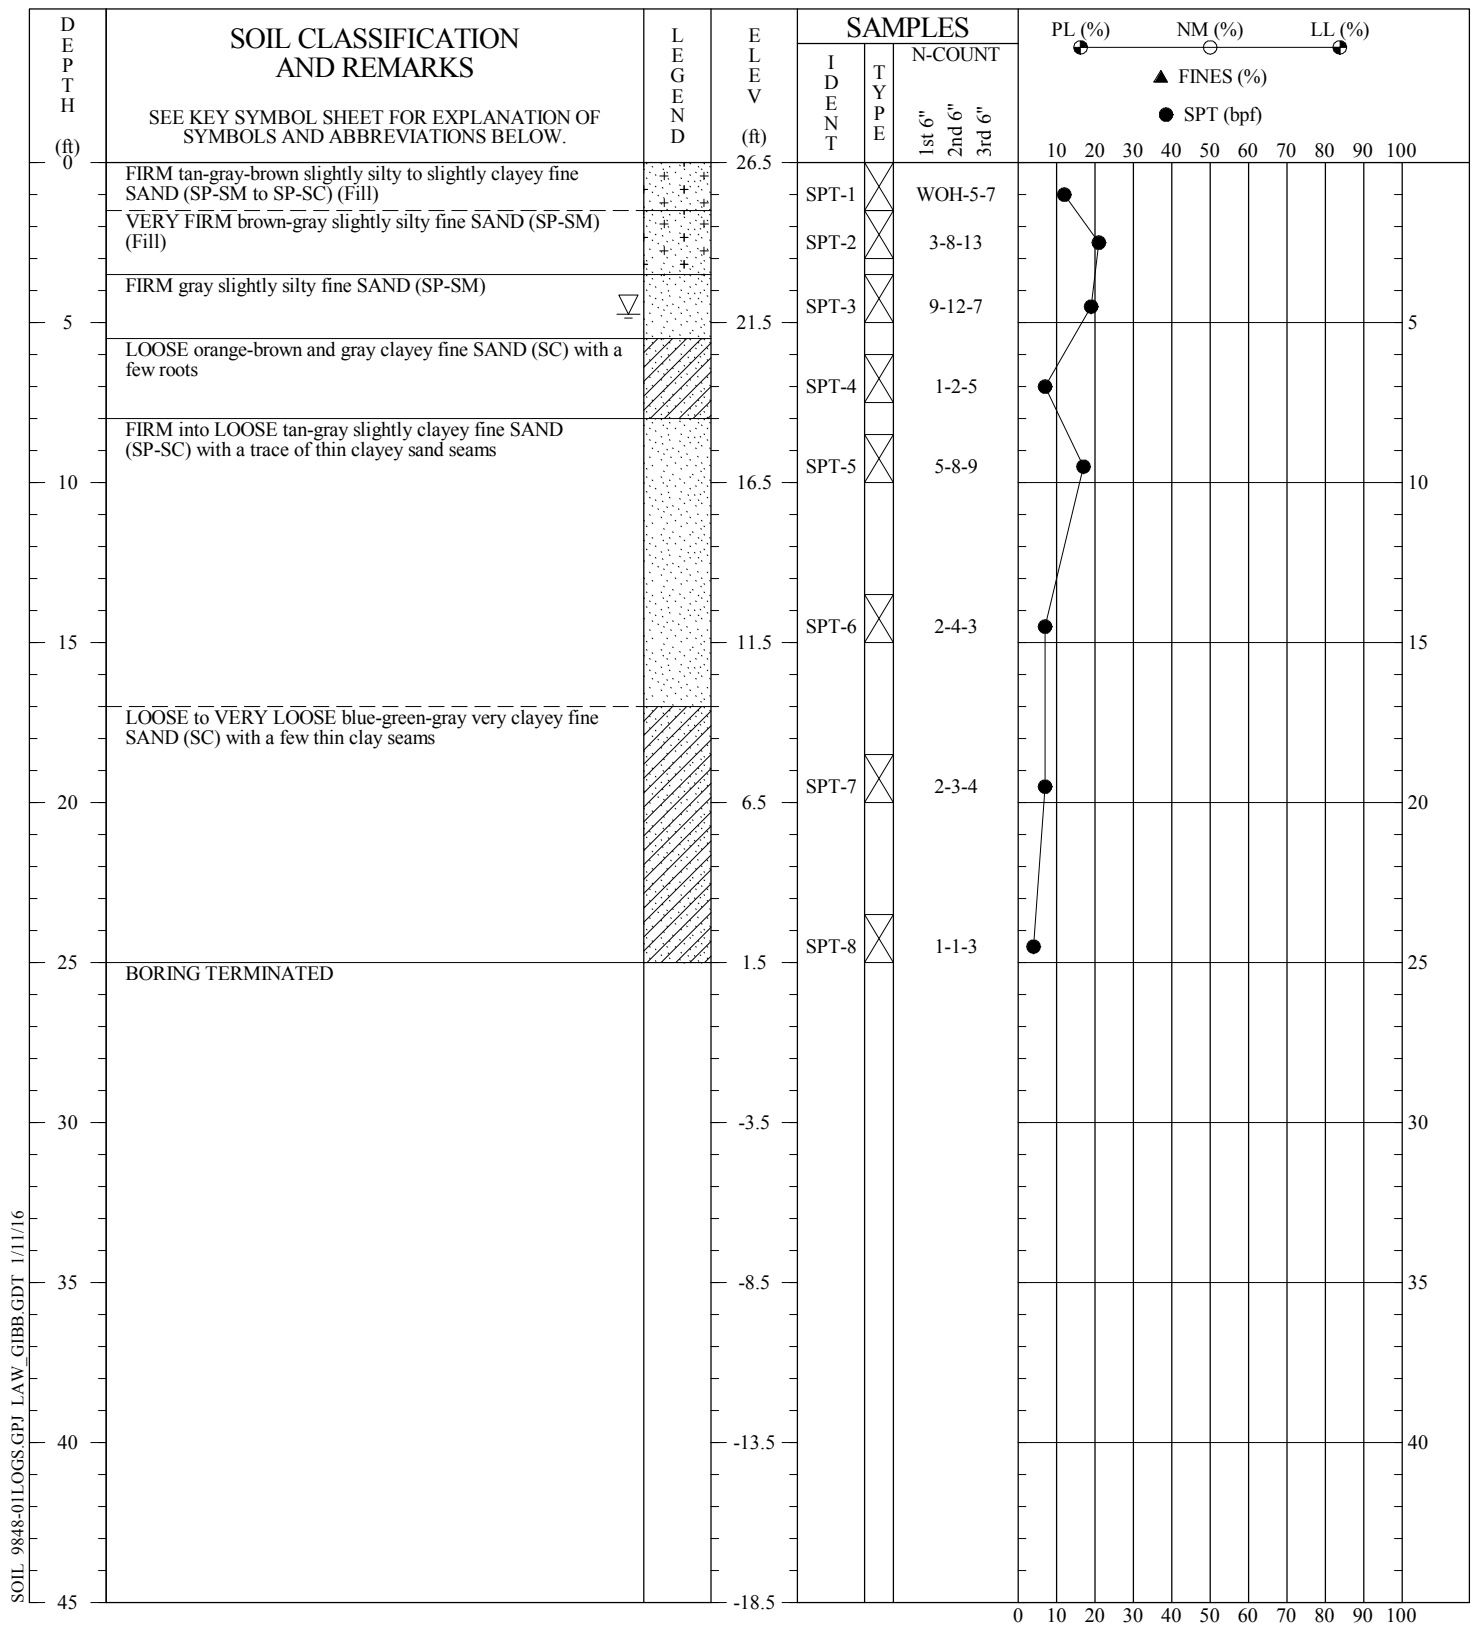 DEPTH
(ft)
SOIL CLASSIFICATION
AND REMARKS
SEE KEY SYMBOL SHEET FOR EXPLANATION OF
SYMBOLS AND ABBREVIATIONS BELOW.
LEGEND
ELEV
(ft)
SAMPLES
IDENT
TYPE
N-COUNT
1st 6"
2nd 6"
3rd 6"
PL (%)
NM (%)
LL (%)
▲ FINES (%)
● SPT (bpf)
10 20 30 40 50 60 70 80 90 100
0
26.5
FIRM tan-gray-brown slightly silty to slightly clayey fine
SAND (SP-SM to SP-SC) (Fill)
SPT-1 WOH-5-7
VERY FIRM brown-gray slightly silty fine SAND (SP-SM)
(Fill)
SPT-2 3-8-13
FIRM gray slightly silty fine SAND (SP-SM)
SPT-3 9-12-7
5 21.5 5
LOOSE orange-brown and gray clayey fine SAND (SC) with a
few roots
SPT-4 1-2-5
FIRM into LOOSE tan-gray slightly clayey fine SAND
(SP-SC) with a trace of thin clayey sand seams
SPT-5 5-8-9
10 16.5 10
SPT-6 2-4-3
15 11.5 15
LOOSE to VERY LOOSE blue-green-gray very clayey fine
SAND (SC) with a few thin clay seams
SPT-7 2-3-4
20 6.5 20
SPT-8 1-1-3
25 1.5 25
BORING TERMINATED
30 -3.5 30
35 -8.5 35
40 -13.5 40
45 -18.5
0 10 20 30 40 50 60 70 80 90 100
SOIL 9848-01LOGS.GPJ LAW_GIBB.GDT 1/11/16